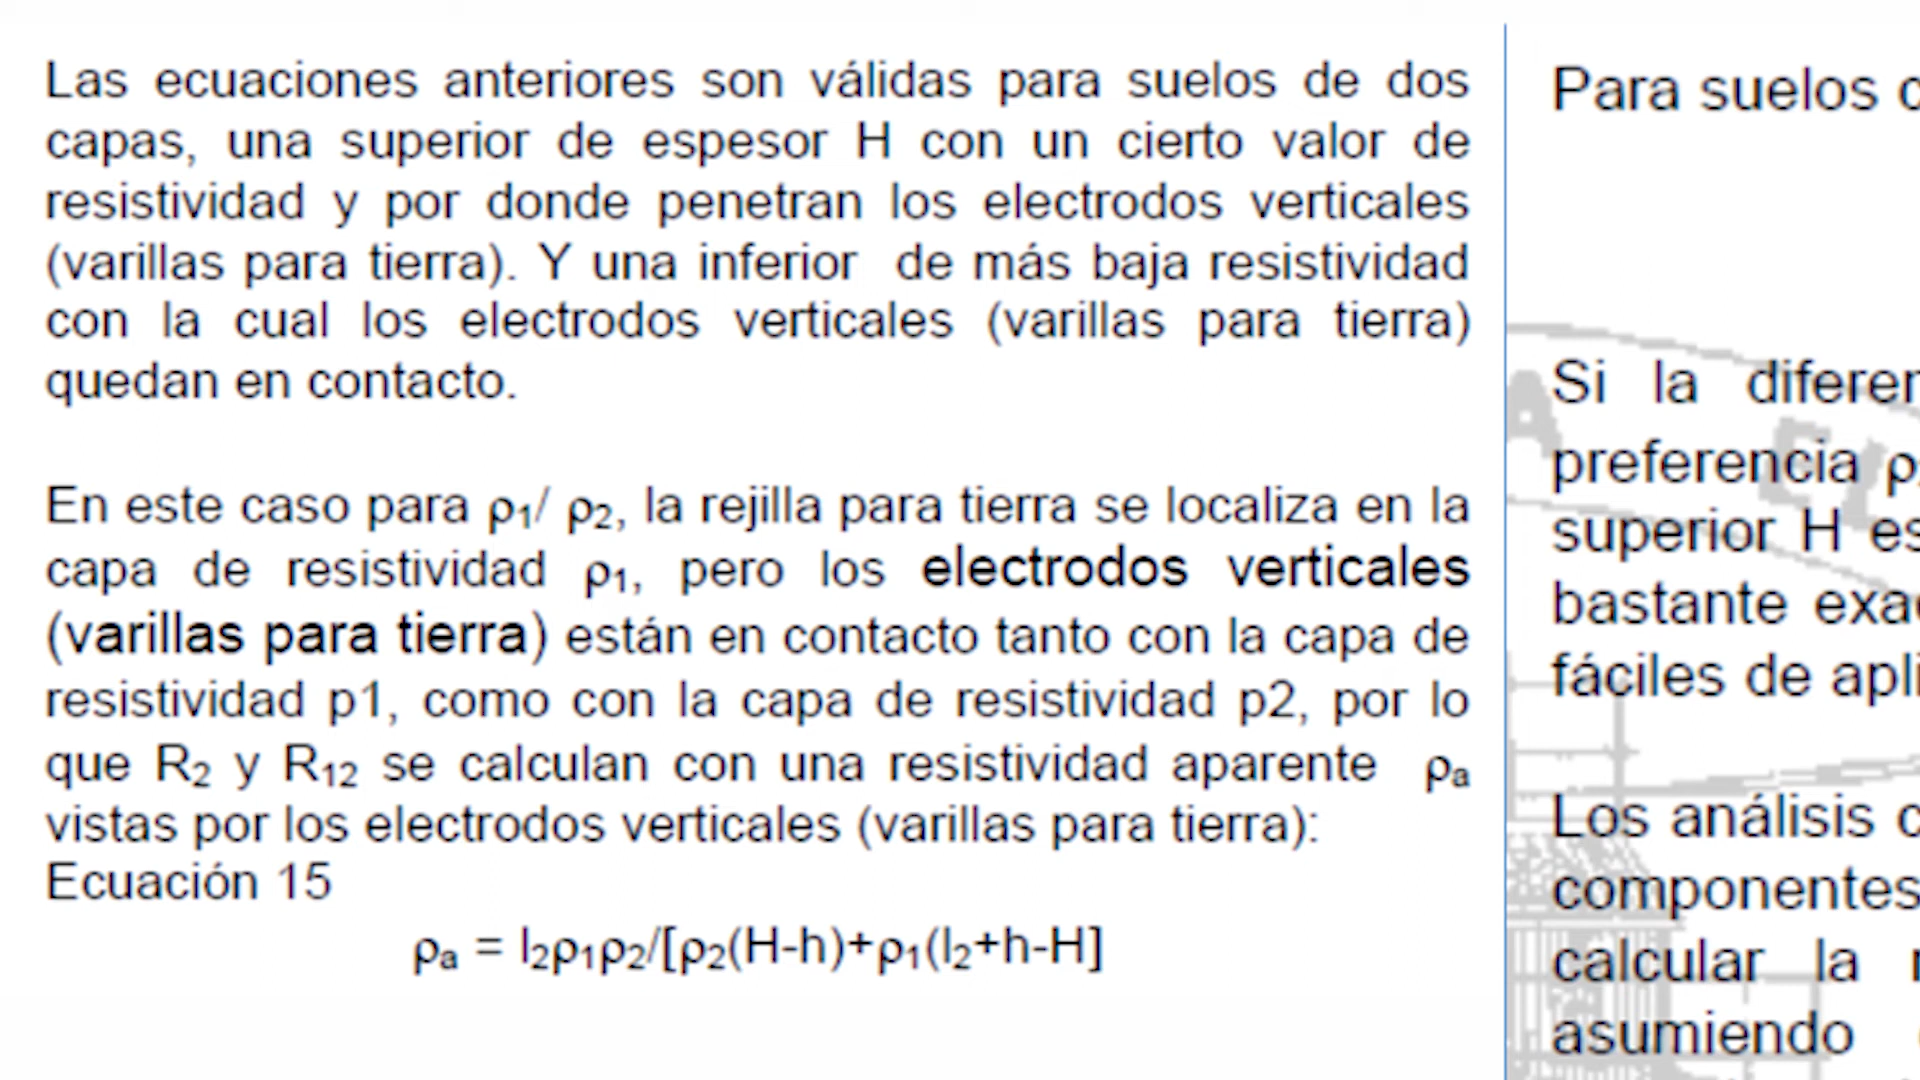 Las ecuaciones anteriores son válidas para suelos de dos
capas, una superior de espesor H con un cierto valor de
resistividad y por donde penetran los electrodos verticales
(varillas para tierra). Y una inferior de más baja resistividad
con la cual los electrodos verticales (varillas para tierra)
quedan en contacto.
En este caso para ρ₁/ ρ₂, la rejilla para tierra se localiza en la
capa de resistividad ρ₁, pero los electrodos verticales
(varillas para tierra) están en contacto tanto con la capa de
resistividad p1, como con la capa de resistividad p2, por lo
que R₂ y R₁₂ se calculan con una resistividad aparente ρₐ
vistas por los electrodos verticales (varillas para tierra):
Ecuación 15
ρₐ = l₂ρ₁ρ₂/[ρ₂(H-h)+ρ₁(l₂+h-H]
Para suelos
Si la
preferencia
superior H
bastante
fáciles de
Los análisis
componentes
calcular la
asumiendo